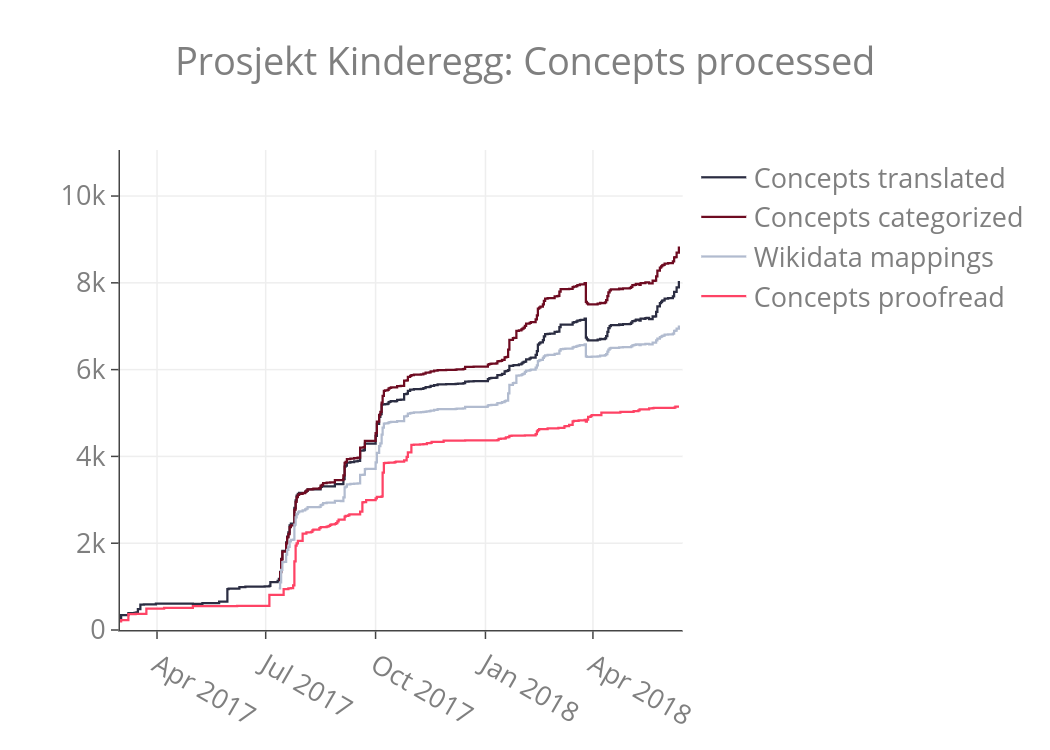 Prosjekt Kinderegg: Concepts processed
10k
8k
6k
4k
2k
0
Apr 2017
Jul 2017
Oct 2017
Jan 2018
Apr 2018
Concepts translated
Concepts categorized
Wikidata mappings
Concepts proofread